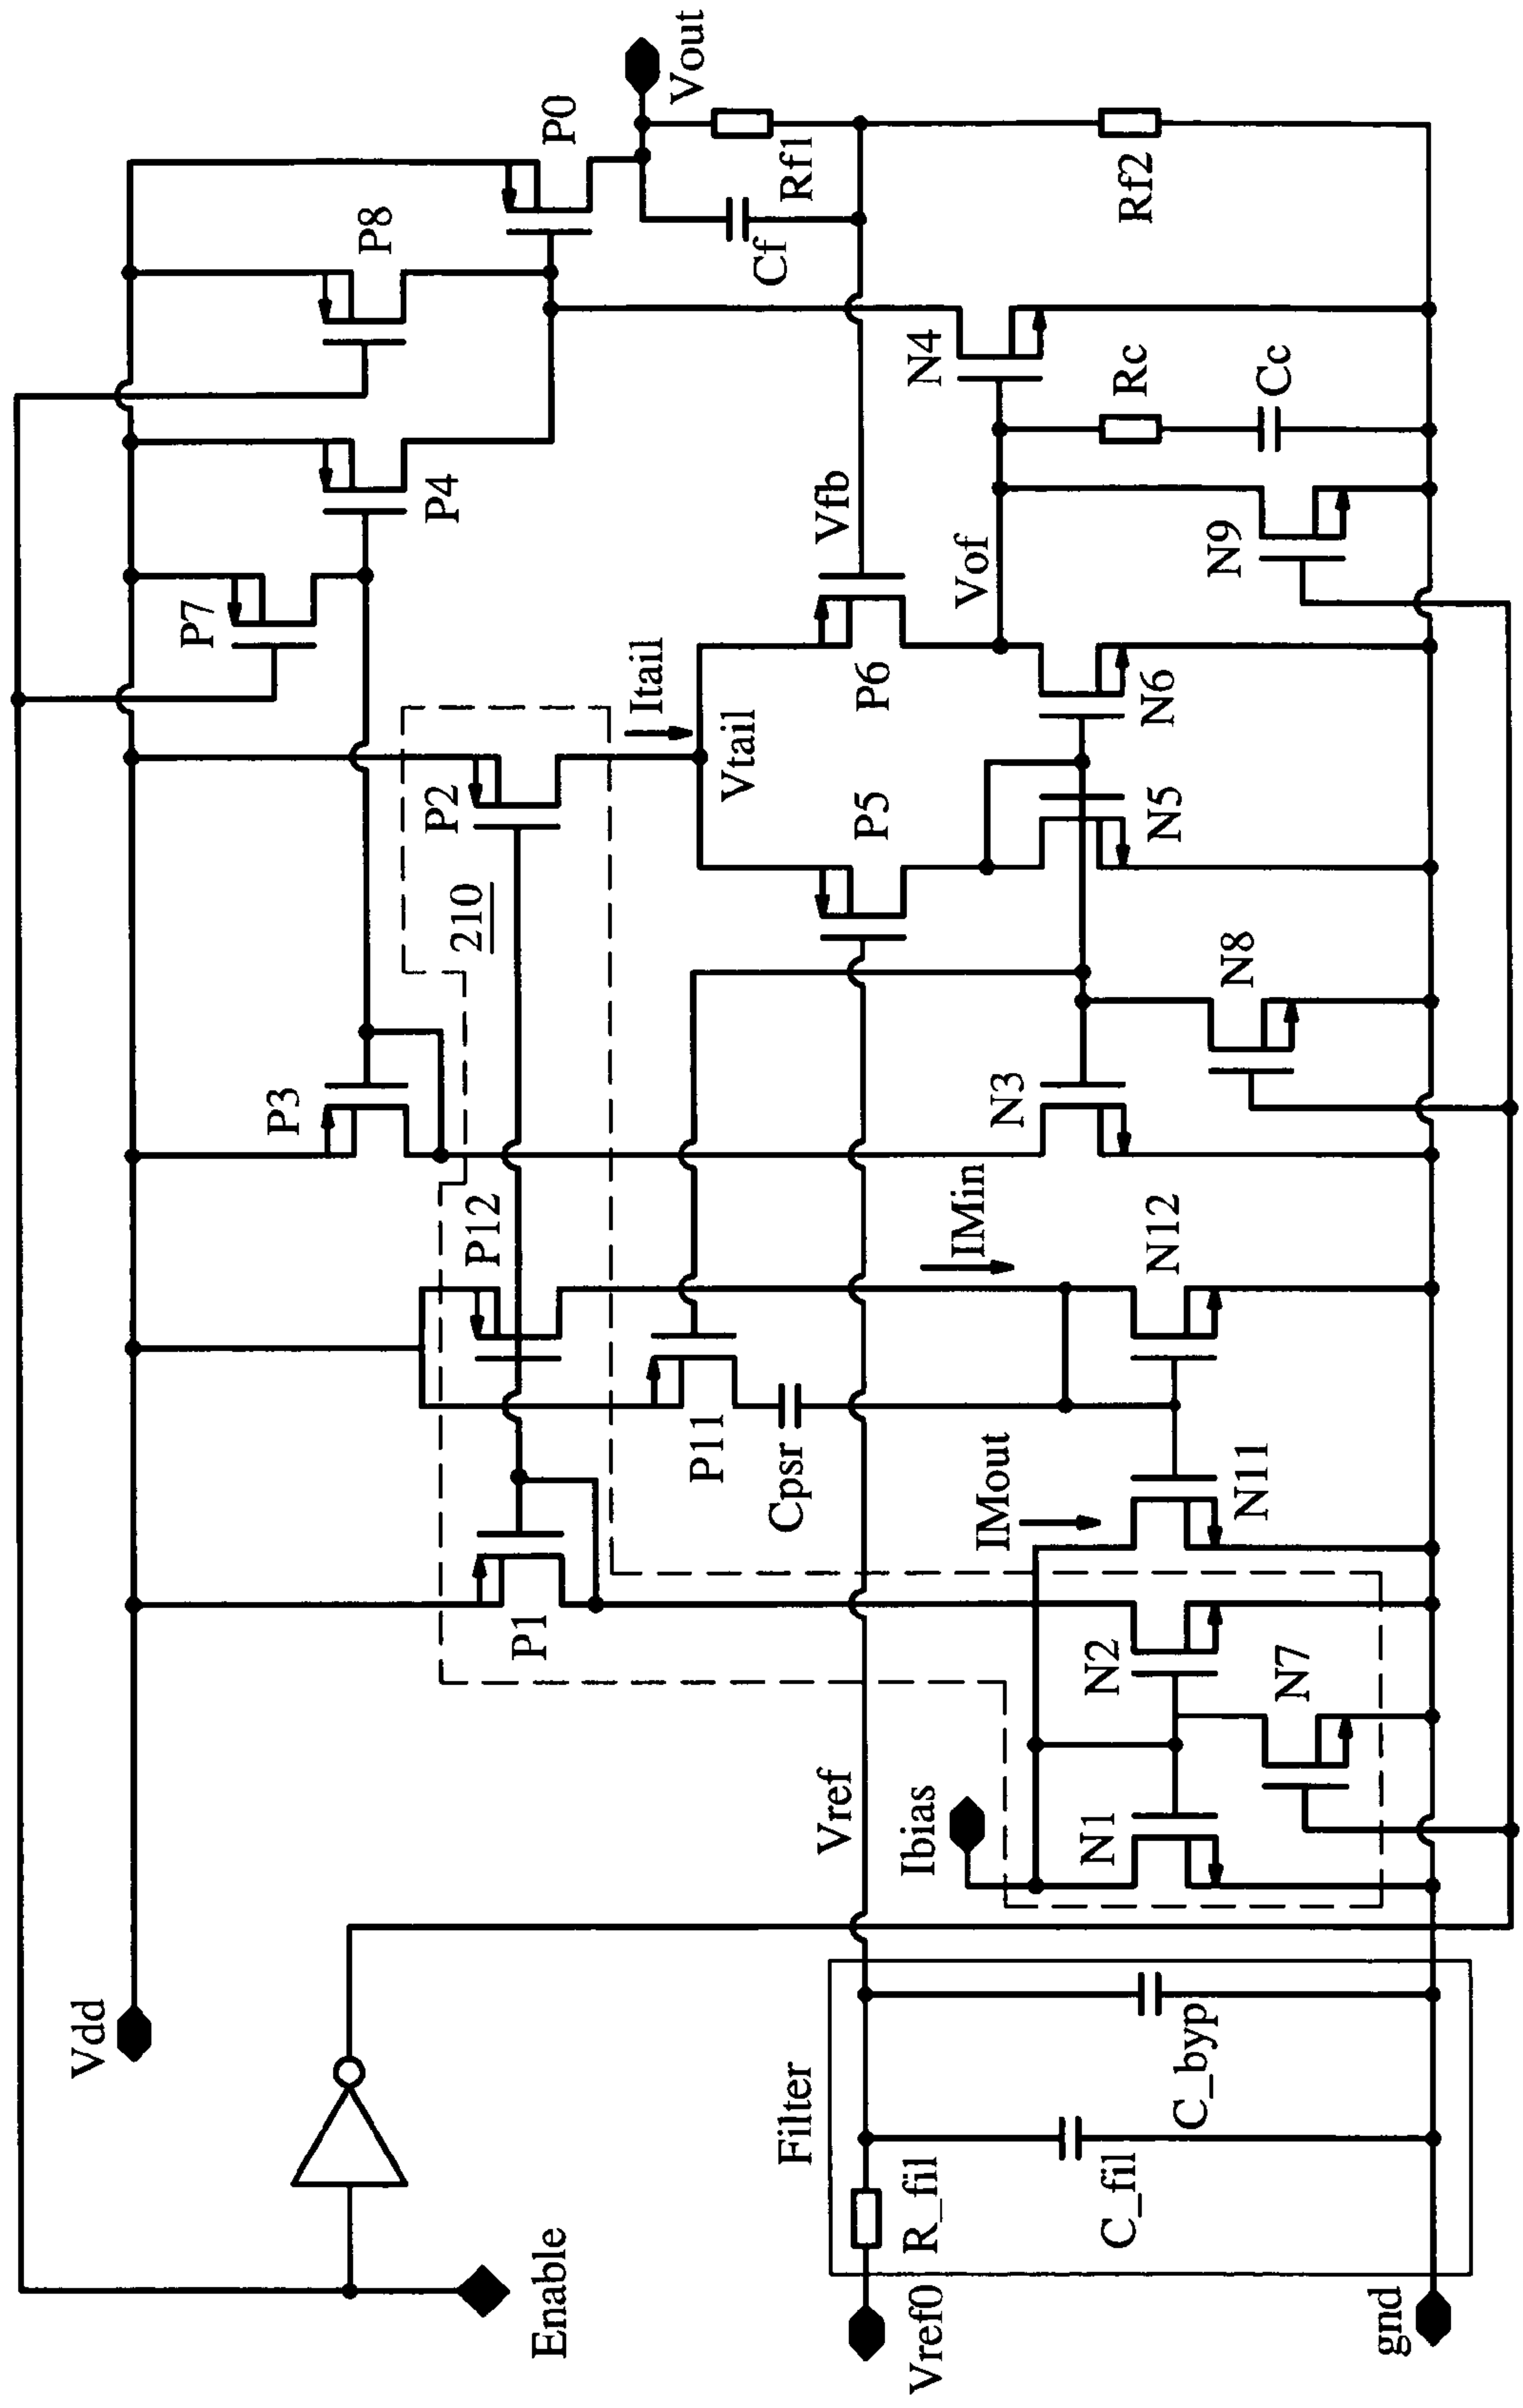 Vdd
Enable
Filter
Vref0
R_fil
C_fil
C_byp
gnd
Vref
Ibias
N1
N2
N7
P1
IMout
N11
P11
Cpsr
P12
IMin
N12
P3
N3
N8
210
P2
Itail
Vtail
P5
P6
N5
N6
P7
P4
P8
P0
Vfb
Vof
N9
N4
Rc
Cc
Cf
Rf1
Rf2
Vout